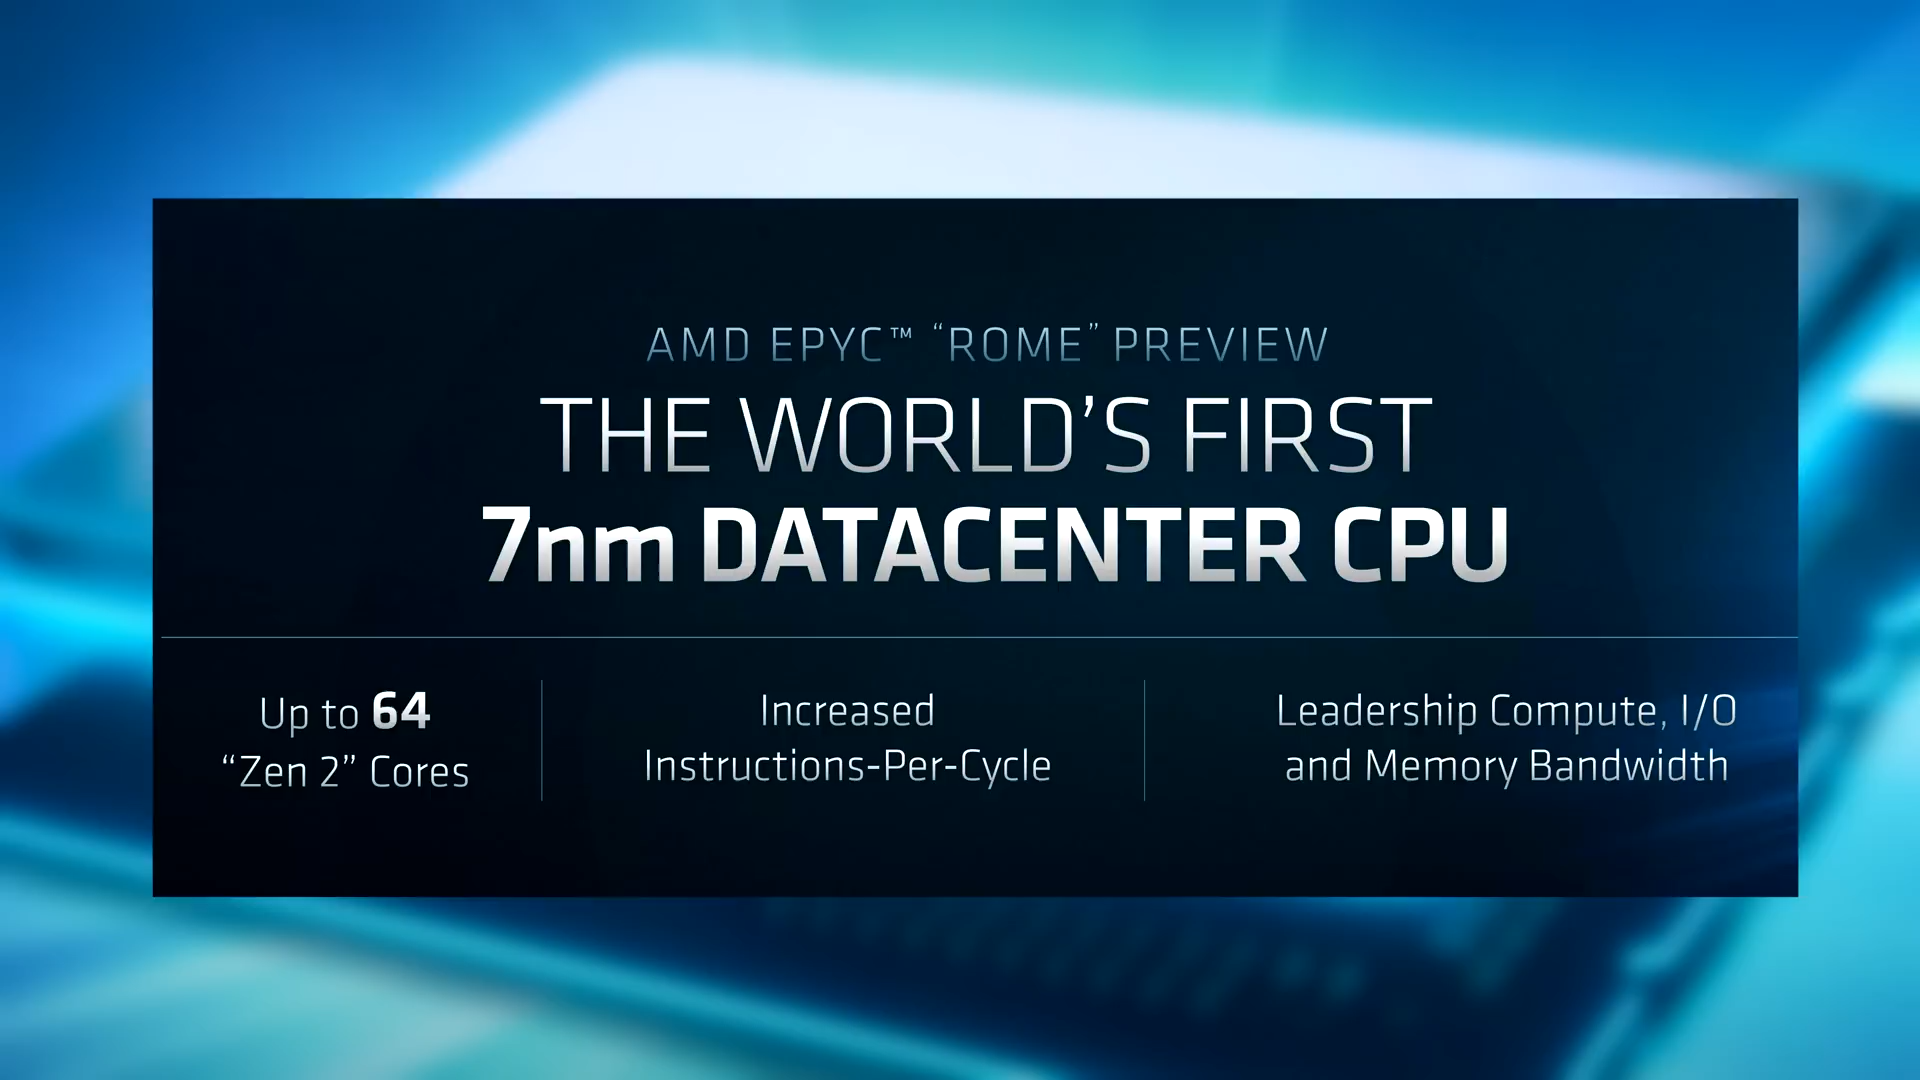 AMD EPYC™ “ROME” PREVIEW
THE WORLD’S FIRST
7nm DATACENTER CPU
Up to 64
“Zen 2” Cores
Increased
Instructions-Per-Cycle
Leadership Compute, I/O
and Memory Bandwidth